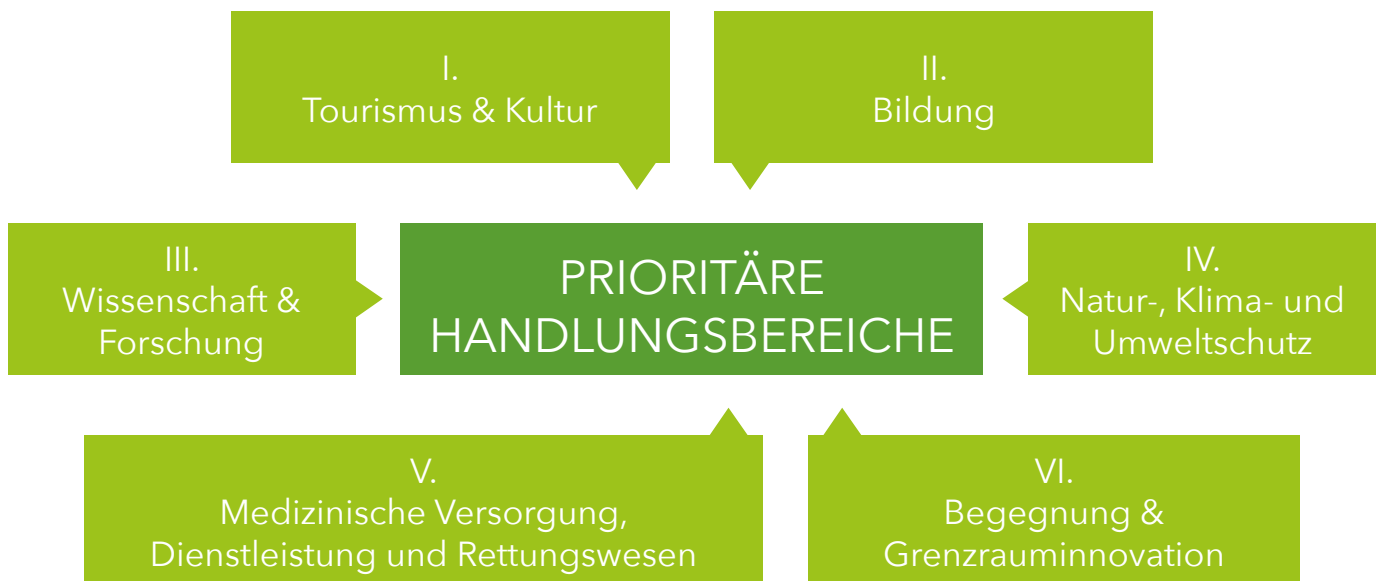 I.
Tourismus & Kultur
II.
Bildung
III.
Wissenschaft &
Forschung
PRIORITÄRE
HANDLUNGSBEREICHE
IV.
Natur-, Klima- und
Umweltschutz
V.
Medizinische Versorgung,
Dienstleistung und Rettungswesen
VI.
Begegnung &
Grenzrauminnovation